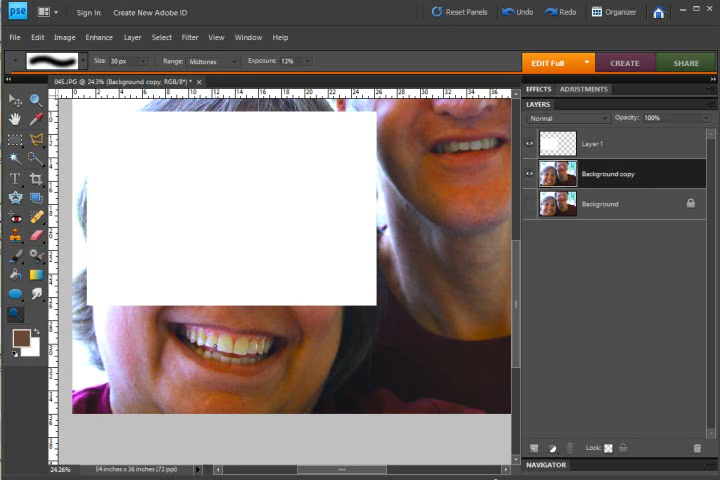 pse Sign In Create New Adobe ID Reset Panels Undo Redo Organizer
File Edit Image Enhance Layer Select Filter View Window Help
Size: 30 px Range: Midtones Exposure: 12% EDIT Full CREATE SHARE
045.JPG @ 24.3% (Background copy, RGB/8*) * ×
EFFECTS ADJUSTMENTS
LAYERS
Normal Opacity: 100%
Layer 1
Background copy
Background
Lock:
NAVIGATOR
24.26% 54 inches x 36 inches (72 ppi)